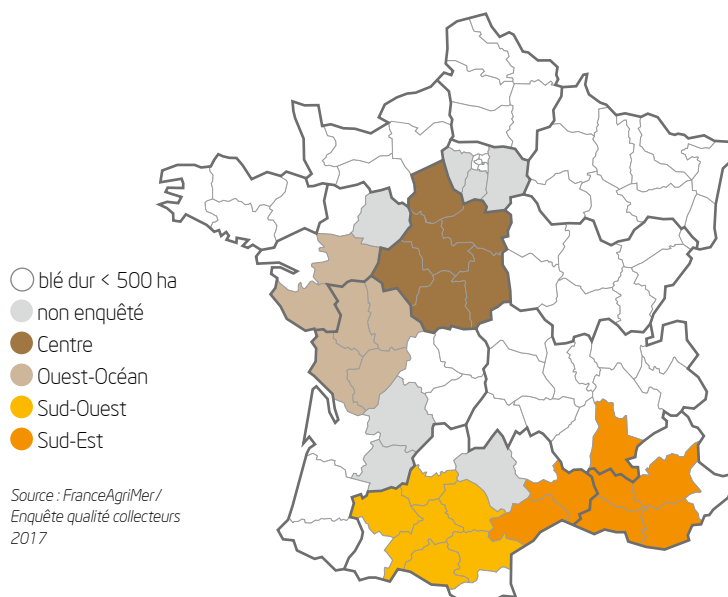 blé dur < 500 ha
non enquêté
Centre
Ouest-Océan
Sud-Ouest
Sud-Est
Source : FranceAgriMer /
Enquête qualité collecteurs
2017